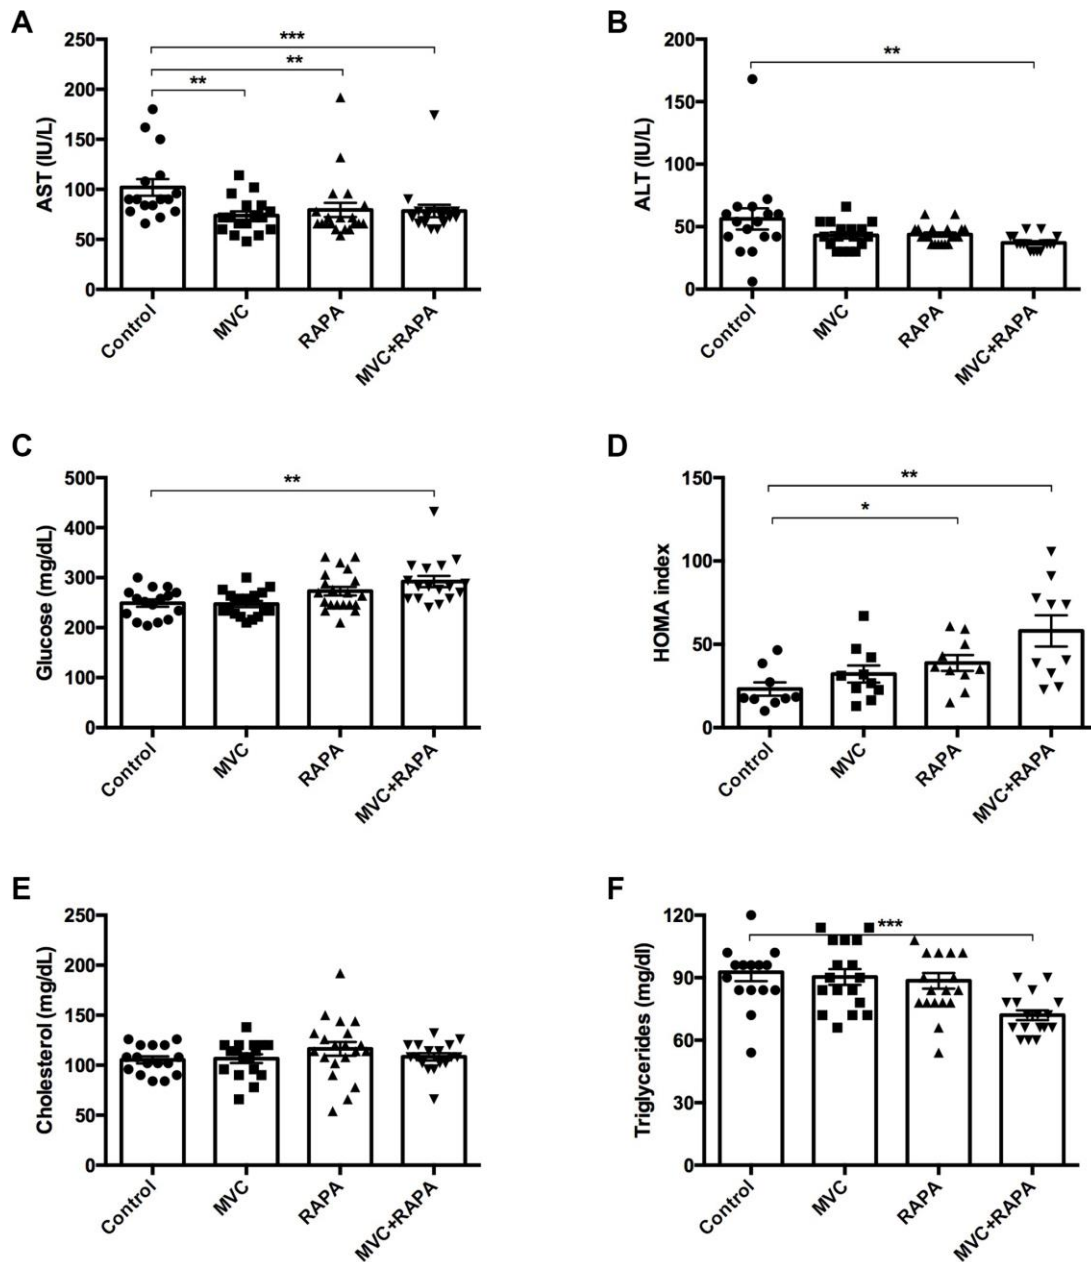 A
AST (IU/L)
250
200
150
100
50
0
***
**
**
Control
MVC
RAPA
MVC+RAPA
B
ALT (IU/L)
200
150
100
50
0
**
Control
MVC
RAPA
MVC+RAPA
C
Glucose (mg/dL)
500
400
300
200
100
0
**
Control
MVC
RAPA
MVC+RAPA
D
HOMA index
150
100
50
0
**
*
Control
MVC
RAPA
MVC+RAPA
E
Cholesterol (mg/dL)
250
200
150
100
50
0
Control
MVC
RAPA
MVC+RAPA
F
Triglycerides (mg/dl)
120
90
60
30
0
***
Control
MVC
RAPA
MVC+RAPA